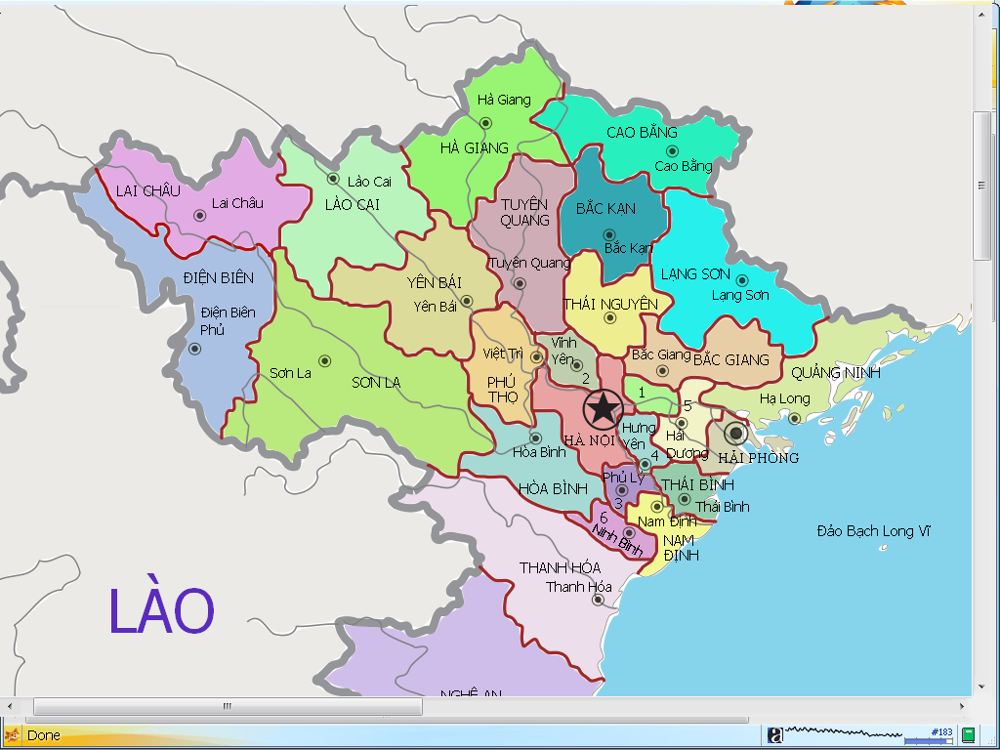 Hà Giang
CAO BẰNG
HÀ GIANG
Cao Bằng
LAI CHÂU
Lào Cai
Lai Châu
LÀO CAI
TUYÊN
QUANG
BẮC KẠN
Bắc Kạn
Tuyên Quang
ĐIỆN BIÊN
YÊN BÁI
LẠNG SƠN
Lạng Sơn
Điện Biên
Phủ
Yên Bái
THÁI NGUYÊN
Việt Trì
Vĩnh
Yên
2
Bắc Giang
BẮC GIANG
Sơn La
SƠN LA
PHÚ
THỌ
QUẢNG NINH
1
5
Hạ Long
HÀ NỘI
Hưng
Yên
Hải
Dương
4
HẢI PHÒNG
Hòa Bình
HÒA BÌNH
Phủ Lý
3
THÁI BÌNH
Thái Bình
6
Ninh Bình
Nam Định
NAM
ĐỊNH
Đảo Bạch Long Vĩ
THANH HÓA
Thanh Hóa
LÀO
NGHỆ AN
Done
#183